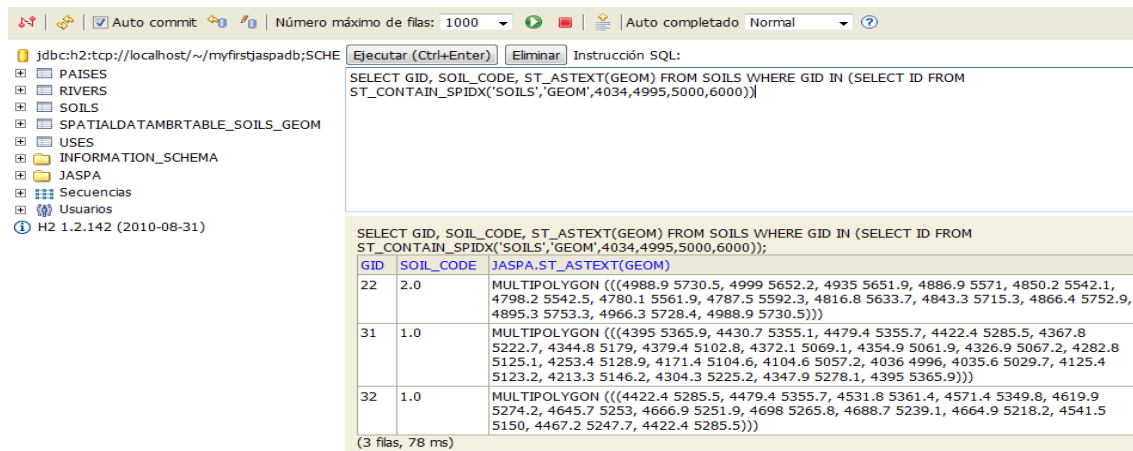 Auto commit Número máximo de filas: 1000 Auto completado Normal
jdbc:h2:tcp://localhost/~/myfirstjaspadb;SCHE
PAISES
RIVERS
SOILS
SPATIALDATAMBRTABLE_SOILS_GEOM
USES
INFORMATION_SCHEMA
JASPA
Secuencias
Usuarios
H2 1.2.142 (2010-08-31)
Ejecutar (Ctrl+Enter) Eliminar Instrucción SQL:
SELECT GID, SOIL_CODE, ST_ASTEXT(GEOM) FROM SOILS WHERE GID IN (SELECT ID FROM
ST_CONTAIN_SPIDX('SOILS','GEOM',4034,4995,5000,6000))
SELECT GID, SOIL_CODE, ST_ASTEXT(GEOM) FROM SOILS WHERE GID IN (SELECT ID FROM
ST_CONTAIN_SPIDX('SOILS','GEOM',4034,4995,5000,6000));
GID SOIL_CODE JASPA.ST_ASTEXT(GEOM)
22 2.0 MULTIPOLYGON (((4988.9 5730.5, 4999 5652.2, 4935 5651.9, 4886.9 5571, 4850.2 5542.1,
4798.2 5542.5, 4780.1 5561.9, 4787.5 5592.3, 4816.8 5633.7, 4843.3 5715.3, 4866.4 5752.9,
4895.3 5753.3, 4966.3 5728.4, 4988.9 5730.5)))
31 1.0 MULTIPOLYGON (((4395 5365.9, 4430.7 5355.1, 4479.4 5355.7, 4422.4 5285.5, 4367.8
5222.7, 4344.8 5179, 4379.4 5102.8, 4372.1 5069.1, 4354.9 5061.9, 4326.9 5067.2, 4282.8
5125.1, 4253.4 5128.9, 4171.4 5104.6, 4104.6 5057.2, 4036 4996, 4035.6 5029.7, 4125.4
5123.2, 4213.3 5146.2, 4304.3 5225.2, 4347.9 5278.1, 4395 5365.9)))
32 1.0 MULTIPOLYGON (((4422.4 5285.5, 4479.4 5355.7, 4531.8 5361.4, 4571.4 5349.8, 4619.9
5274.2, 4645.7 5253, 4666.9 5251.9, 4698 5265.8, 4688.7 5239.1, 4664.9 5218.2, 4541.5
5150, 4467.2 5247.7, 4422.4 5285.5)))
(3 filas, 78 ms)